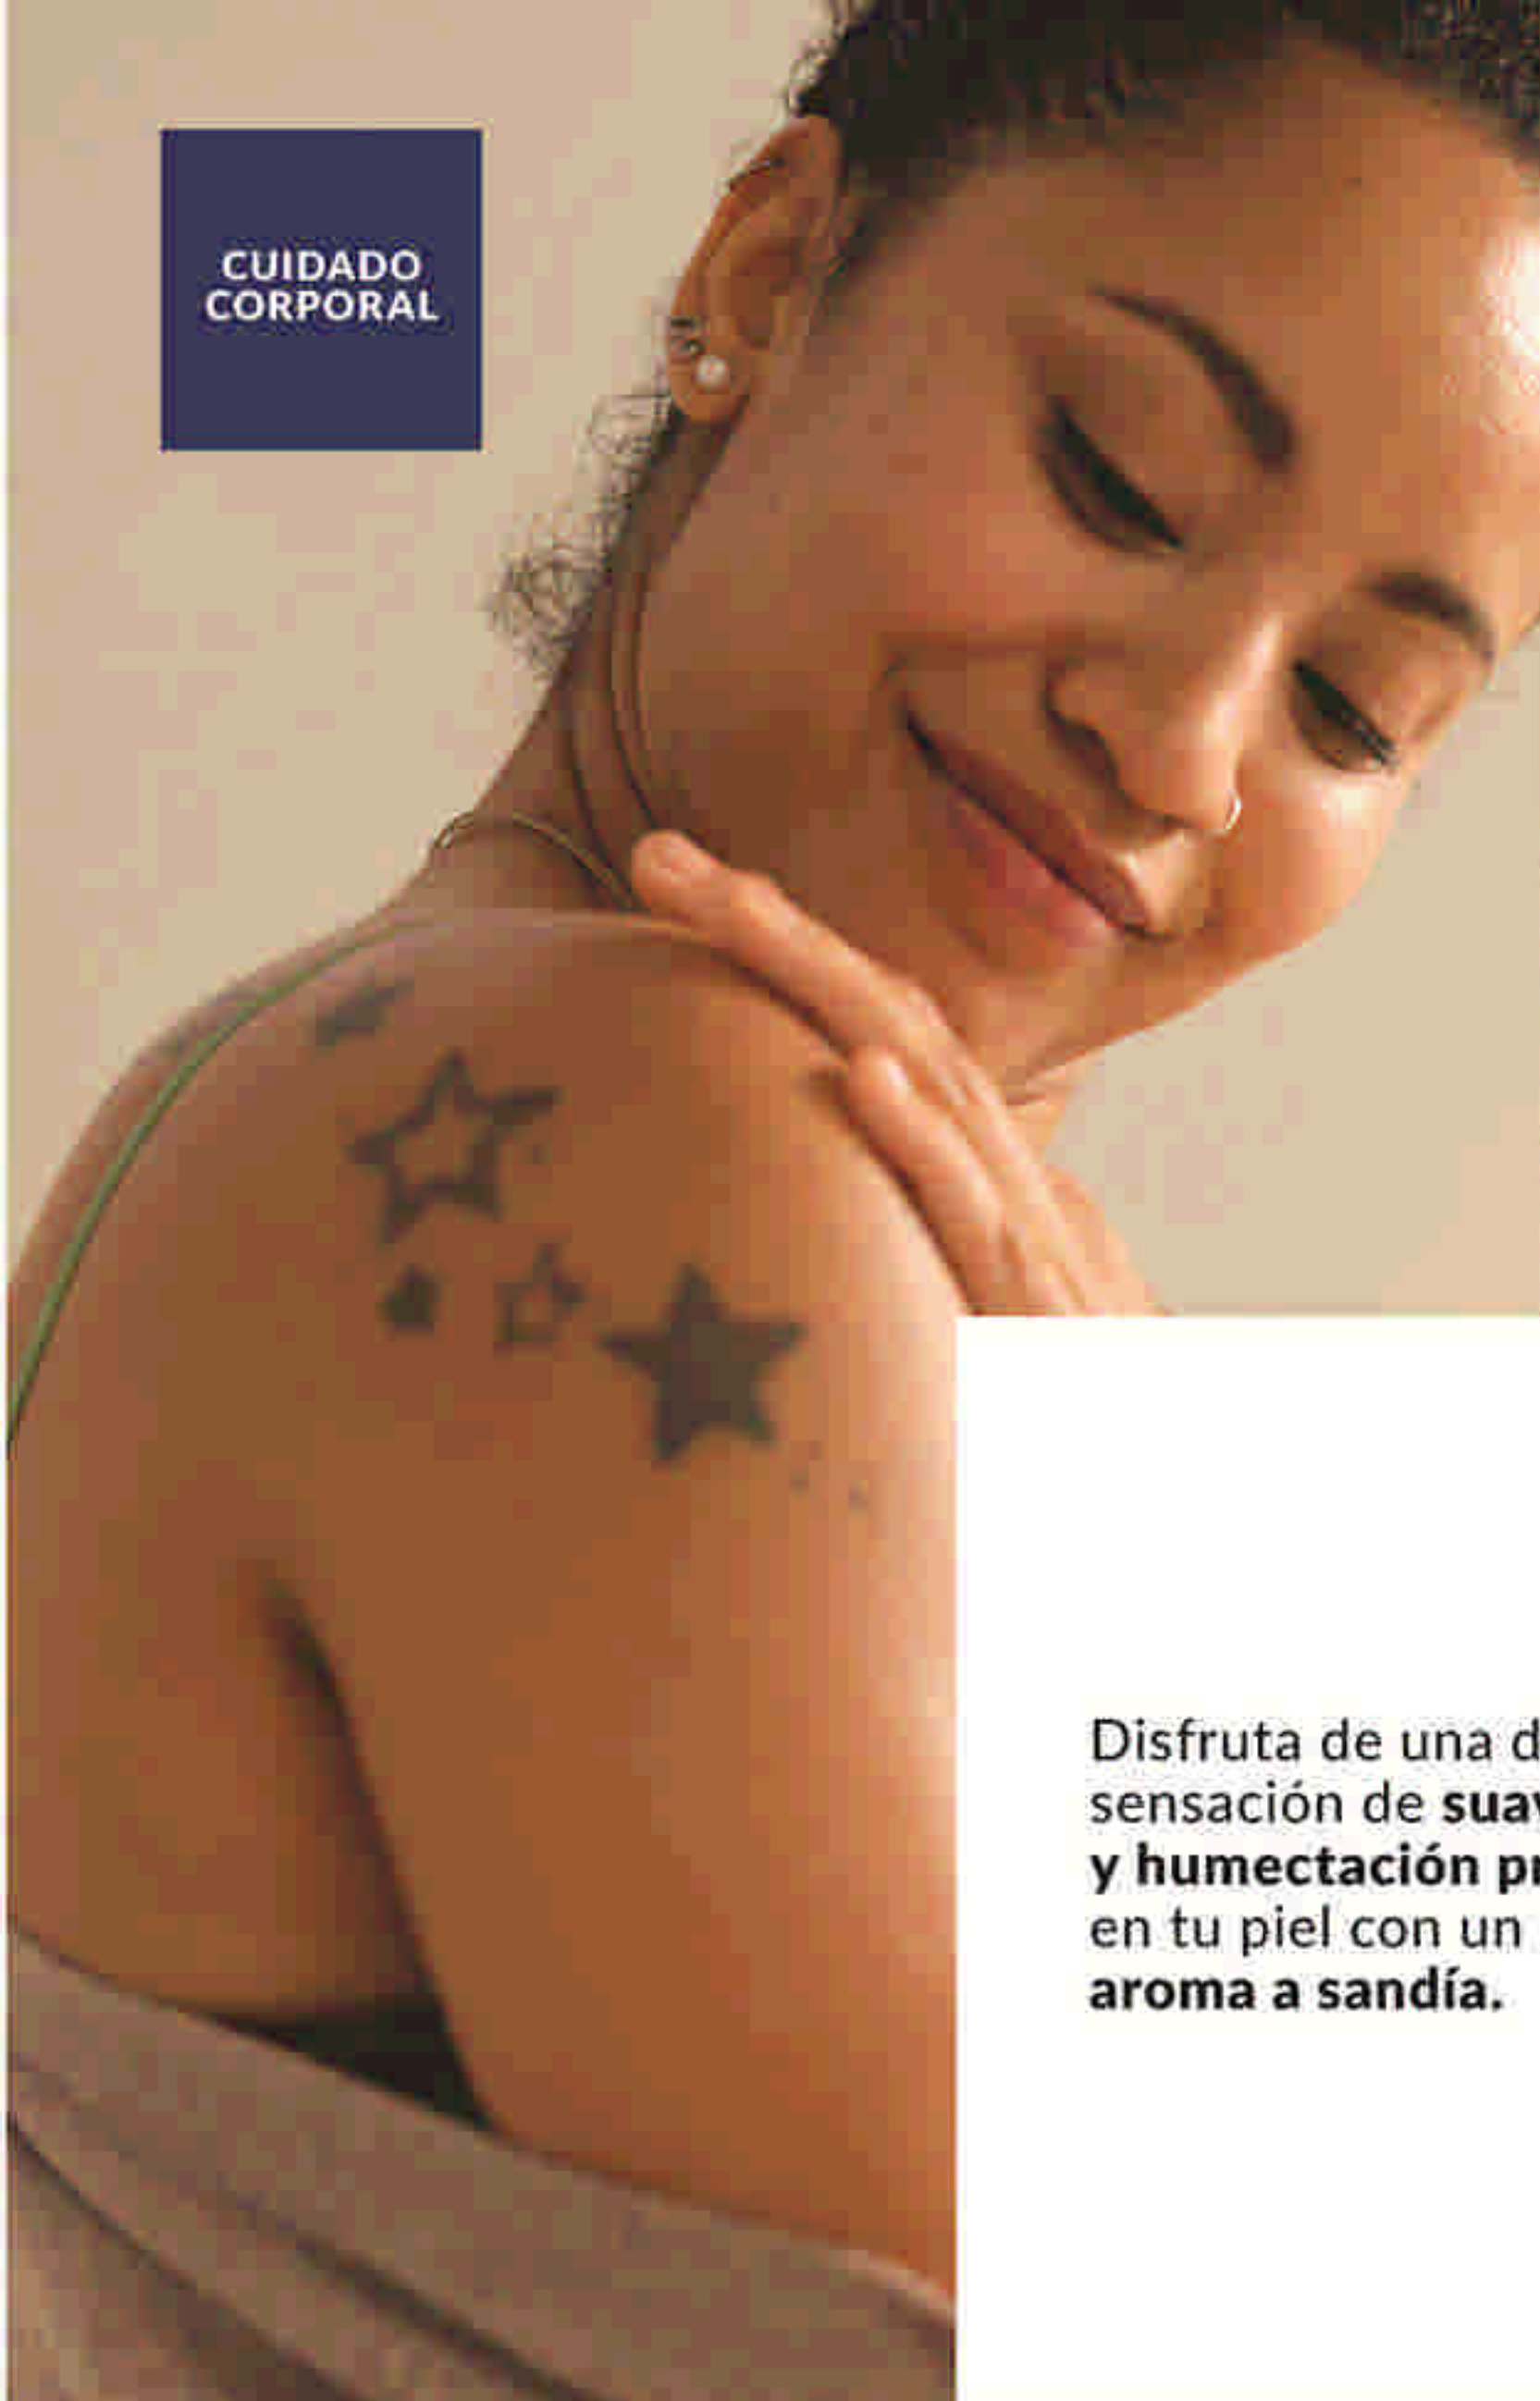 CUIDADO
CORPORAL
Disfruta de una
sensación de
y humectación
en tu piel con un
aroma a sandía.